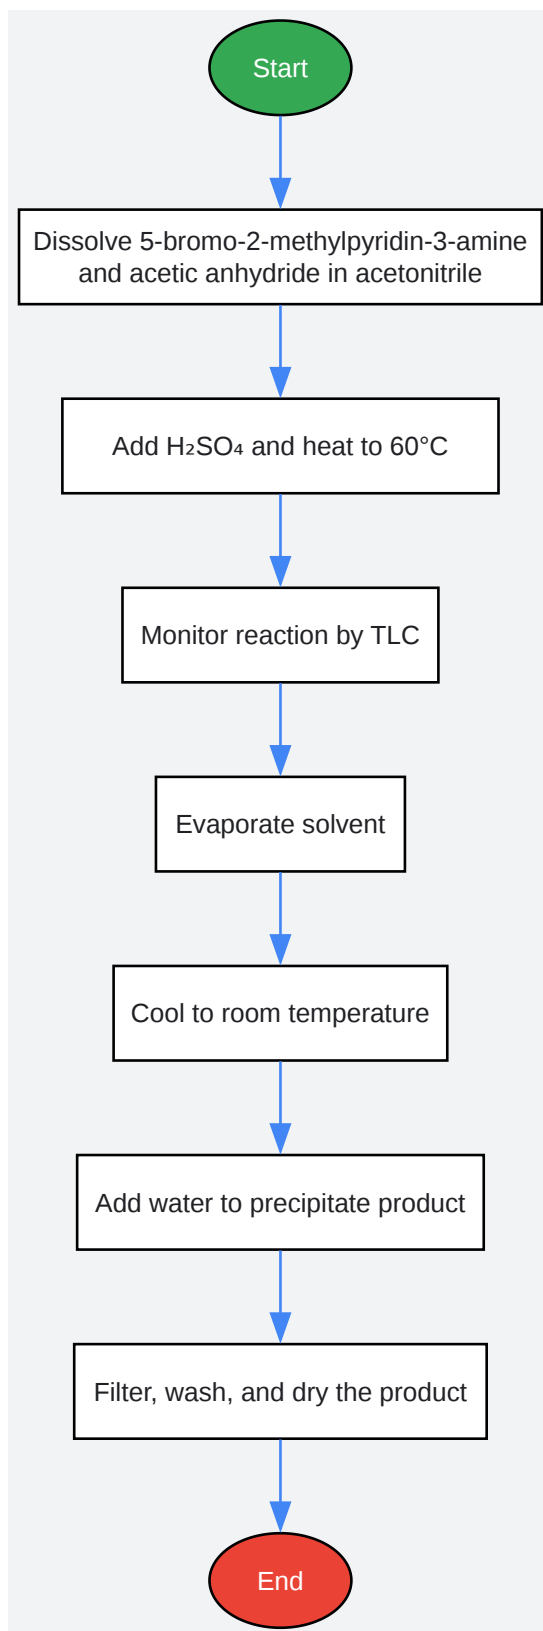 Start
Dissolve 5-bromo-2-methylpyridin-3-amine
and acetic anhydride in acetonitrile
Add H₂SO₄ and heat to 60°C
Monitor reaction by TLC
Evaporate solvent
Cool to room temperature
Add water to precipitate product
Filter, wash, and dry the product
End